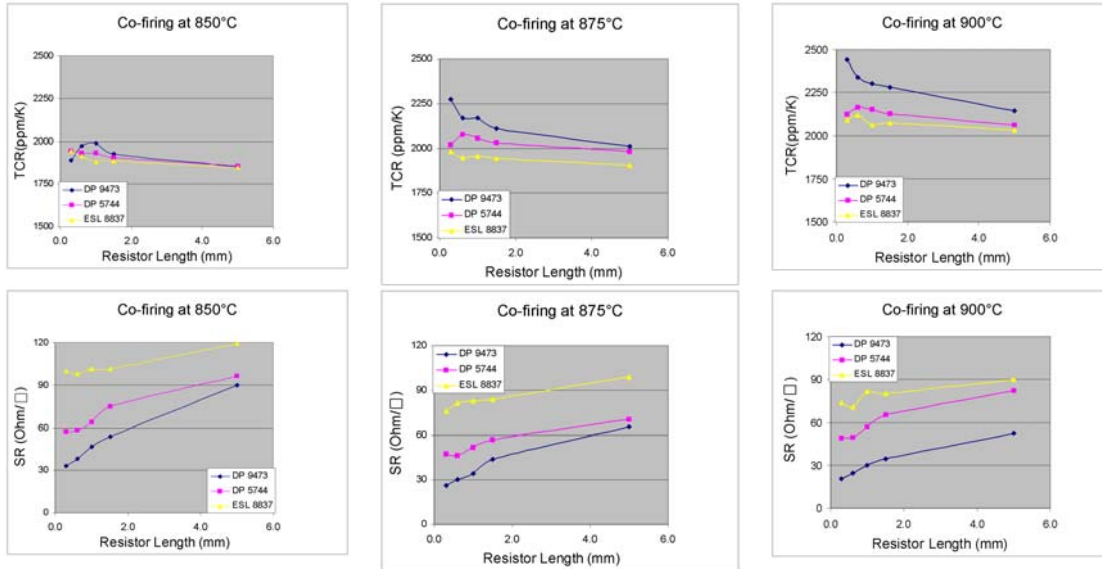 Co-firing at 850°C
2500
2250
2000
1750
1500
TCR(ppm/K)
DP 9473
DP 5744
ESL 8837
0.0 2.0 4.0 6.0
Resistor Length (mm)
Co-firing at 875°C
2500
2250
2000
1750
1500
TCR (ppm/K)
DP 9473
DP 5744
ESL 8837
0.0 2.0 4.0 6.0
Resistor Length (mm)
Co-firing at 900°C
2500
2250
2000
1750
1500
TCR(ppm/K)
DP 9473
DP 5744
ESL 8837
0.0 2.0 4.0 6.0
Resistor Length (mm)
Co-firing at 850°C
120
90
60
30
0
SR (Ohm/□)
DP 9473
DP 5744
ESL 8837
0.0 2.0 4.0 6.0
Resistor Length (mm)
Co-firing at 875°C
120
90
60
30
0
SR (Ohm/□)
DP 9473
DP 5744
ESL 8837
0.0 2.0 4.0 6.0
Resistor Length (mm)
Co-firing at 900°C
120
90
60
30
0
SR (Ohm/□)
DP 9473
DP 5744
ESL 8837
0.0 2.0 4.0 6.0
Resistor Length (mm)